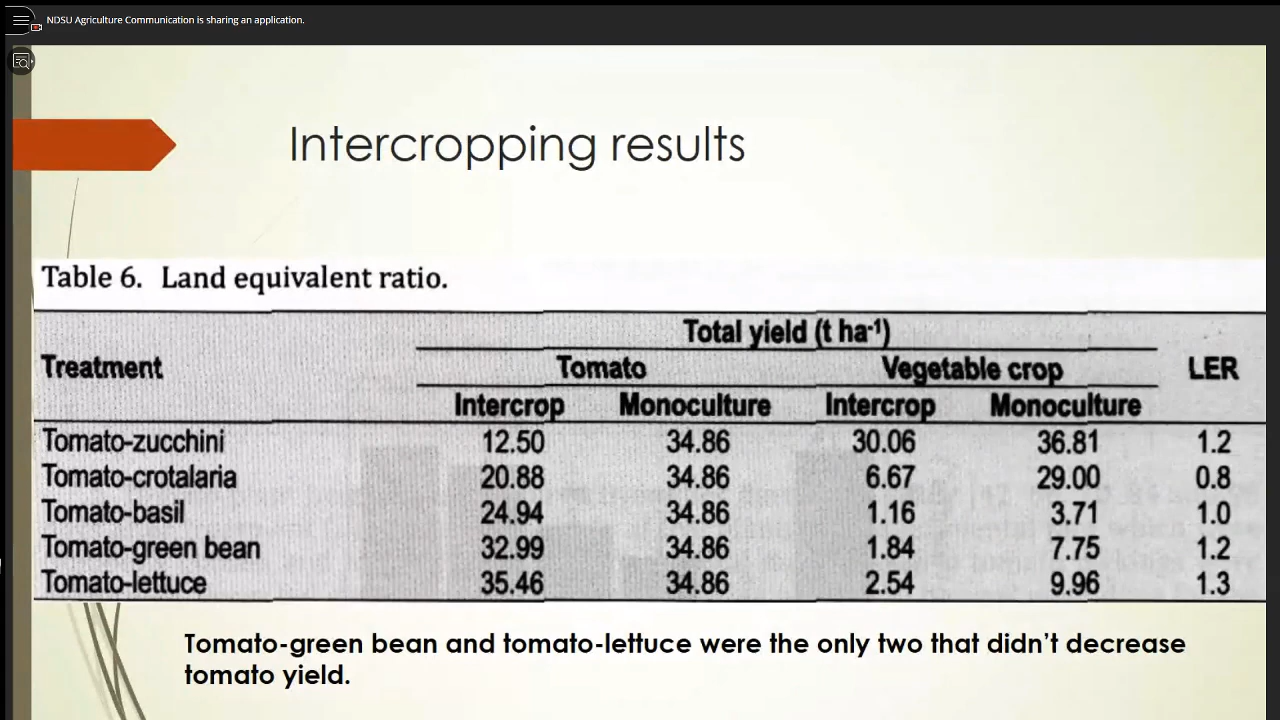 NDSU Agriculture Communication is sharing an application.
Intercropping results
Table 6. Land equivalent ratio.
Total yield (t ha-¹)
Treatment Tomato Vegetable crop LER
Intercrop Monoculture Intercrop Monoculture
Tomato-zucchini 12.50 34.86 30.06 36.81 1.2
Tomato-crotalaria 20.88 34.86 6.67 29.00 0.8
Tomato-basil 24.94 34.86 1.16 3.71 1.0
Tomato-green bean 32.99 34.86 1.84 7.75 1.2
Tomato-lettuce 35.46 34.86 2.54 9.96 1.3
Tomato-green bean and tomato-lettuce were the only two that didn't decrease
tomato yield.